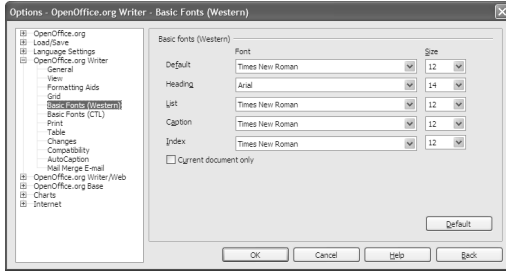 Options - OpenOffice.org Writer - Basic Fonts (Western)
OpenOffice.org
Load/Save
Language Settings
OpenOffice.org Writer
General
View
Formatting Aids
Grid
Basic Fonts (Western)
Basic Fonts (CTL)
Print
Table
Changes
Compatibility
AutoCaption
Mail Merge E-mail
OpenOffice.org Writer/Web
OpenOffice.org Base
Charts
Internet
Basic fonts (Western)
Font Size
Default Times New Roman 12
Heading Arial 14
List Times New Roman 12
Caption Times New Roman 12
Index Times New Roman 12
Current document only
Default
OK Cancel Help Back